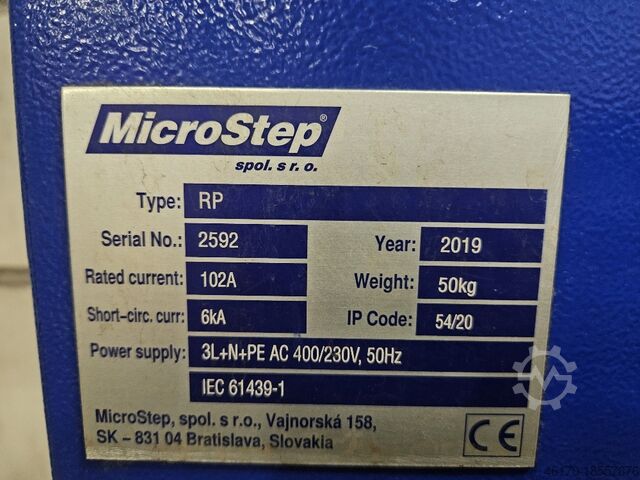 MicroStep®
spol. s r. o.
Type: RP
Serial No.: 2592 Year: 2019
Rated current: 102A Weight: 50kg
Short-circ. curr: 6kA IP Code: 54/20
Power supply: 3L+N+PE AC 400/230V, 50Hz
IEC 61439-1
MicroStep, spol. s r.o., Vajnorská 158,
SK – 831 04 Bratislava, Slovakia
CE